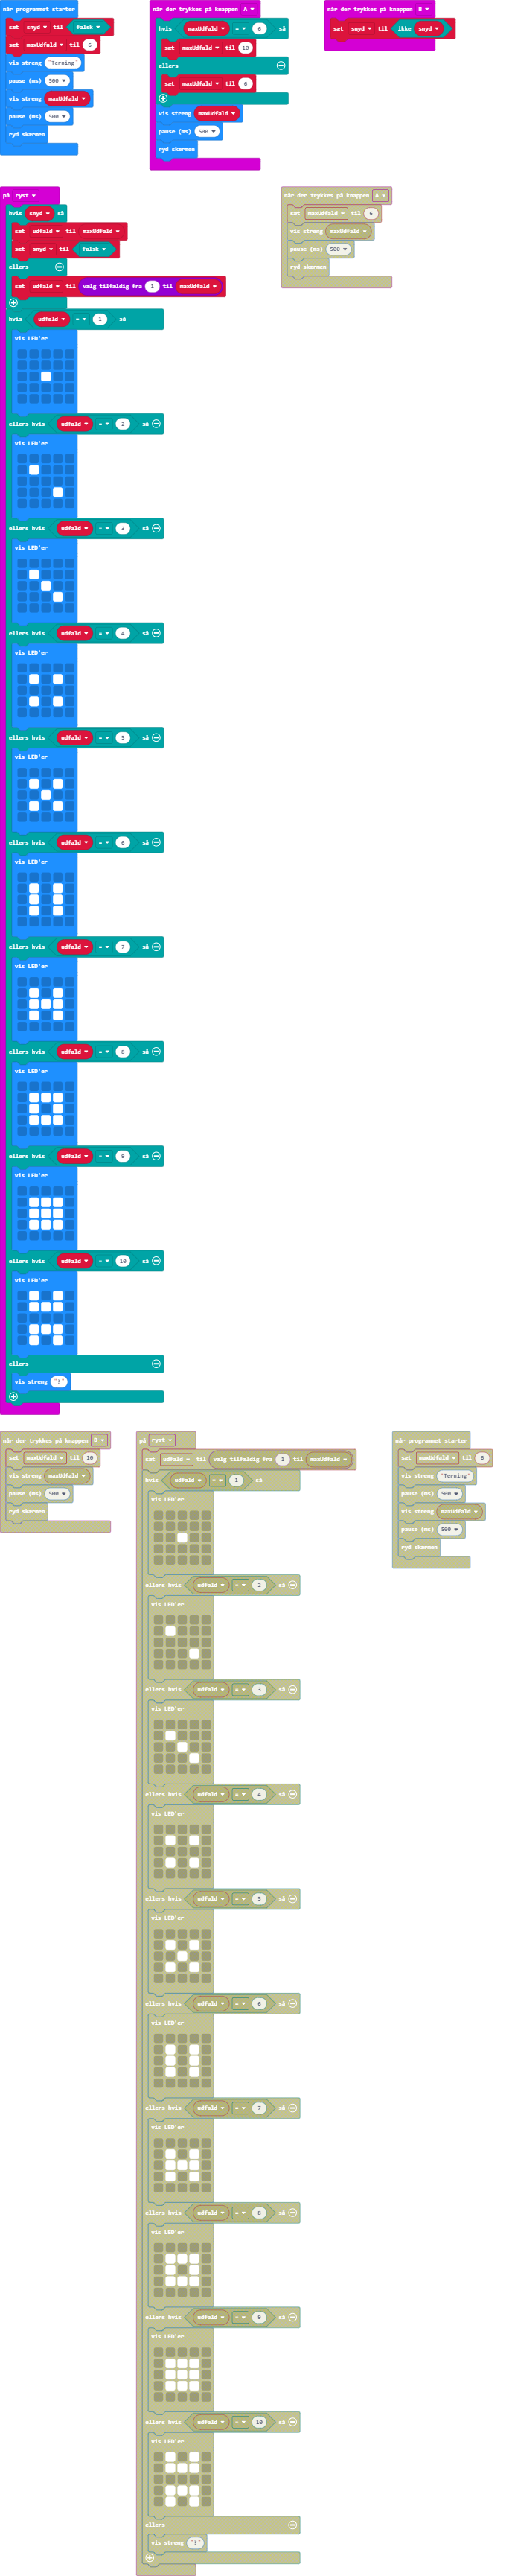 når programmet starter
sæt snyd til falsk
sæt maxUdfald til 6
vis streng "Terning"
pause (ms) 500
vis streng maxUdfald
pause (ms) 500
ryd skærmen
når der trykkes på knappen A
hvis maxUdfald = 6 så
sæt maxUdfald til 10
ellers
sæt maxUdfald til 6
vis streng maxUdfald
pause (ms) 500
ryd skærmen
når der trykkes på knappen B
sæt snyd til ikke snyd
på ryst
hvis snyd så
sæt udfald til maxUdfald
sæt snyd til falsk
ellers
sæt udfald til vælg tilfældig fra 1 til maxUdfald
hvis udfald = 1 så
vis LED'er
ellers hvis udfald = 2 så
vis LED'er
ellers hvis udfald = 3 så
vis LED'er
ellers hvis udfald = 4 så
vis LED'er
ellers hvis udfald = 5 så
vis LED'er
ellers hvis udfald = 6 så
vis LED'er
ellers hvis udfald = 7 så
vis LED'er
ellers hvis udfald = 8 så
vis LED'er
ellers hvis udfald = 9 så
vis LED'er
ellers hvis udfald = 10 så
vis LED'er
ellers
vis streng "?"
når der trykkes på knappen A
sæt maxUdfald til 6
vis streng maxUdfald
pause (ms) 500
ryd skærmen
når der trykkes på knappen B
sæt maxUdfald til 10
vis streng maxUdfald
pause (ms) 500
ryd skærmen
på ryst
sæt udfald til vælg tilfældig fra 1 til maxUdfald
hvis udfald = 1 så
vis LED'er
ellers hvis udfald = 2 så
vis LED'er
ellers hvis udfald = 3 så
vis LED'er
ellers hvis udfald = 4 så
vis LED'er
ellers hvis udfald = 5 så
vis LED'er
ellers hvis udfald = 6 så
vis LED'er
ellers hvis udfald = 7 så
vis LED'er
ellers hvis udfald = 8 så
vis LED'er
ellers hvis udfald = 9 så
vis LED'er
ellers hvis udfald = 10 så
vis LED'er
ellers
vis streng "?"
når programmet starter
sæt maxUdfald til 6
vis streng "Terning"
pause (ms) 500
vis streng maxUdfald
pause (ms) 500
ryd skærmen